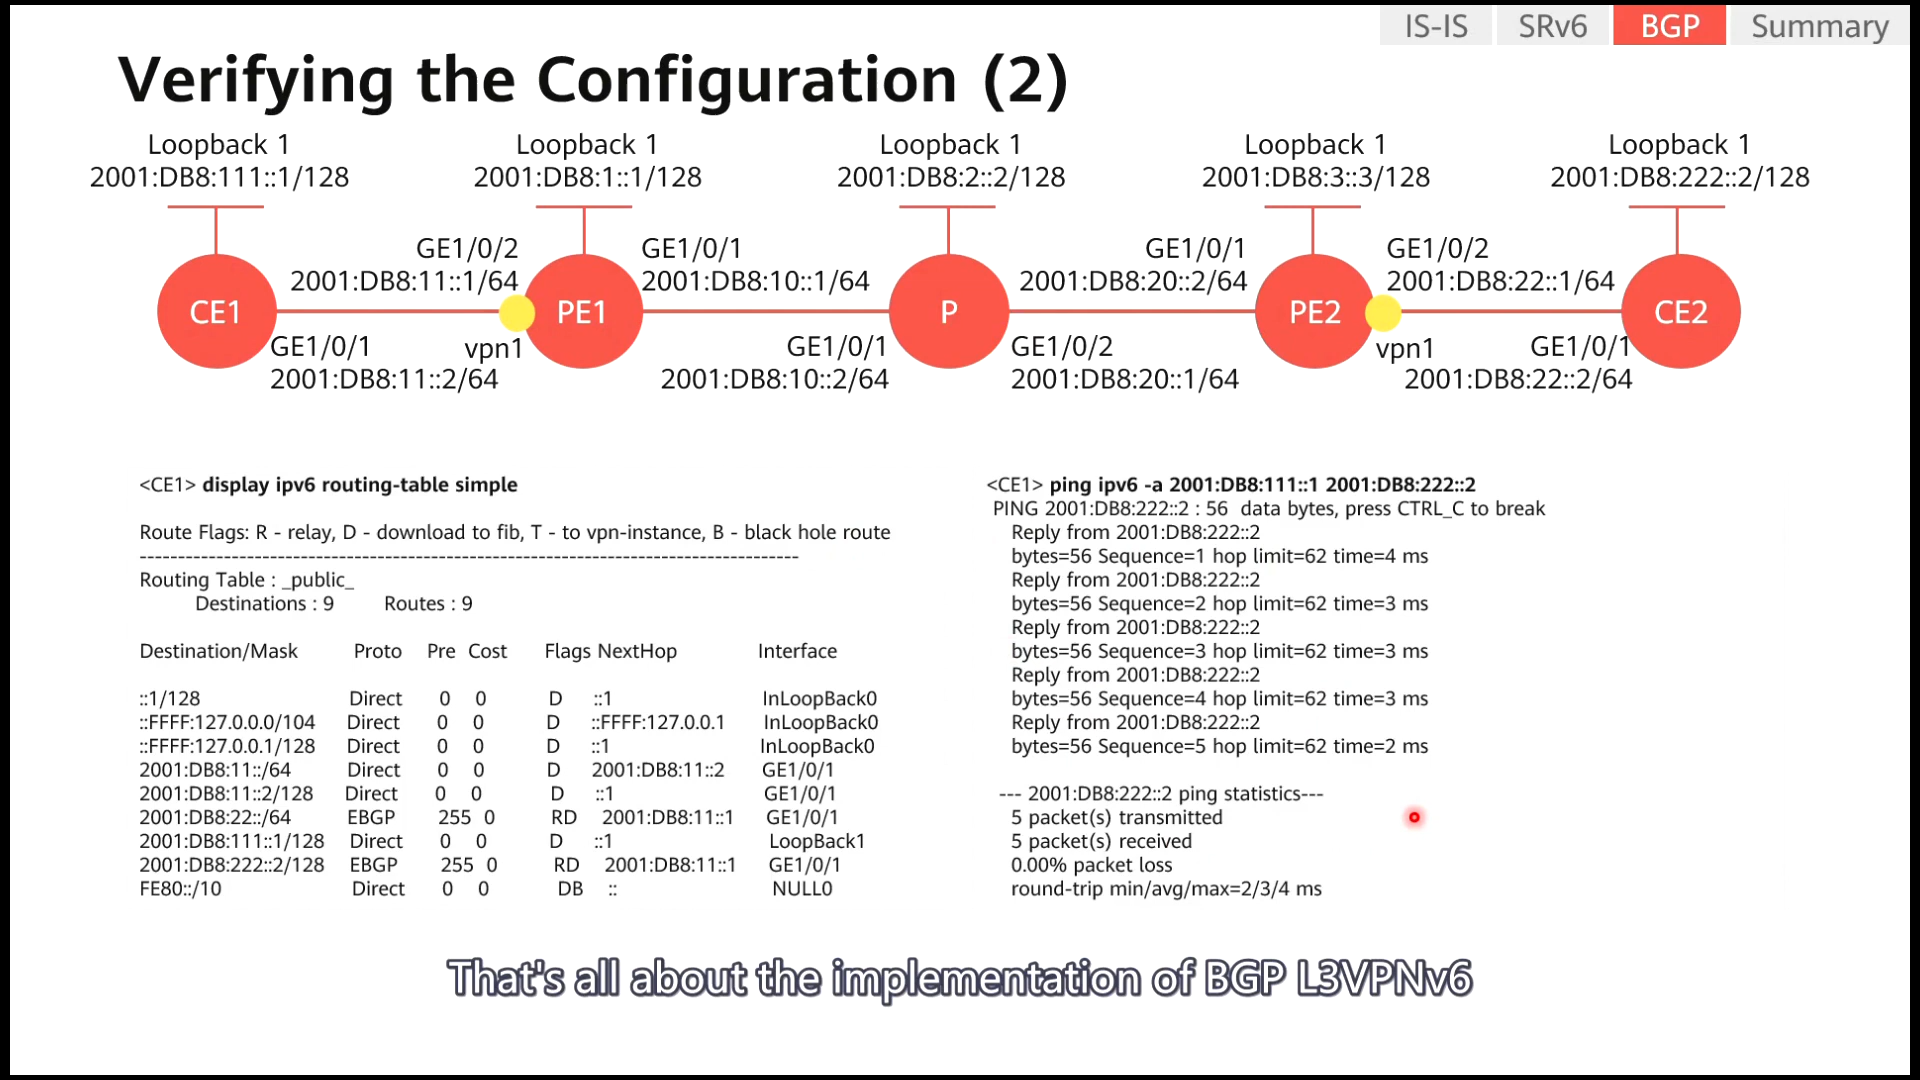 IS-IS SRv6 BGP Summary
Verifying the Configuration (2)
Loopback 1 Loopback 1 Loopback 1 Loopback 1 Loopback 1
2001:DB8:111::1/128 2001:DB8:1::1/128 2001:DB8:2::2/128 2001:DB8:3::3/128 2001:DB8:222::2/128
GE1/0/2 GE1/0/1 GE1/0/1 GE1/0/2
2001:DB8:11::1/64 2001:DB8:10::1/64 2001:DB8:20::2/64 2001:DB8:22::1/64
CE1 PE1 P PE2 CE2
GE1/0/1 vpn1 GE1/0/1 GE1/0/2 vpn1 GE1/0/1
2001:DB8:11::2/64 2001:DB8:10::2/64 2001:DB8:20::1/64 2001:DB8:22::2/64
<CE1> display ipv6 routing-table simple
Route Flags: R - relay, D - download to fib, T - to vpn-instance, B - black hole route
--------------------------------------------------------------------------------------
Routing Table : _public_
Destinations : 9 Routes : 9
Destination/Mask Proto Pre Cost Flags NextHop Interface
::1/128 Direct 0 0 D ::1 InLoopBack0
::FFFF:127.0.0.0/104 Direct 0 0 D ::FFFF:127.0.0.1 InLoopBack0
::FFFF:127.0.0.1/128 Direct 0 0 D ::1 InLoopBack0
2001:DB8:11::/64 Direct 0 0 D 2001:DB8:11::2 GE1/0/1
2001:DB8:11::2/128 Direct 0 0 D ::1 GE1/0/1
2001:DB8:22::/64 EBGP 255 0 RD 2001:DB8:11::1 GE1/0/1
2001:DB8:111::1/128 Direct 0 0 D ::1 LoopBack1
2001:DB8:222::2/128 EBGP 255 0 RD 2001:DB8:11::1 GE1/0/1
FE80::/10 Direct 0 0 DB :: NULL0
<CE1> ping ipv6 -a 2001:DB8:111::1 2001:DB8:222::2
PING 2001:DB8:222::2 : 56 data bytes, press CTRL_C to break
Reply from 2001:DB8:222::2
bytes=56 Sequence=1 hop limit=62 time=4 ms
Reply from 2001:DB8:222::2
bytes=56 Sequence=2 hop limit=62 time=3 ms
Reply from 2001:DB8:222::2
bytes=56 Sequence=3 hop limit=62 time=3 ms
Reply from 2001:DB8:222::2
bytes=56 Sequence=4 hop limit=62 time=3 ms
Reply from 2001:DB8:222::2
bytes=56 Sequence=5 hop limit=62 time=2 ms
--- 2001:DB8:222::2 ping statistics---
5 packet(s) transmitted
5 packet(s) received
0.00% packet loss
round-trip min/avg/max=2/3/4 ms
That's all about the implementation of BGP L3VPNv6